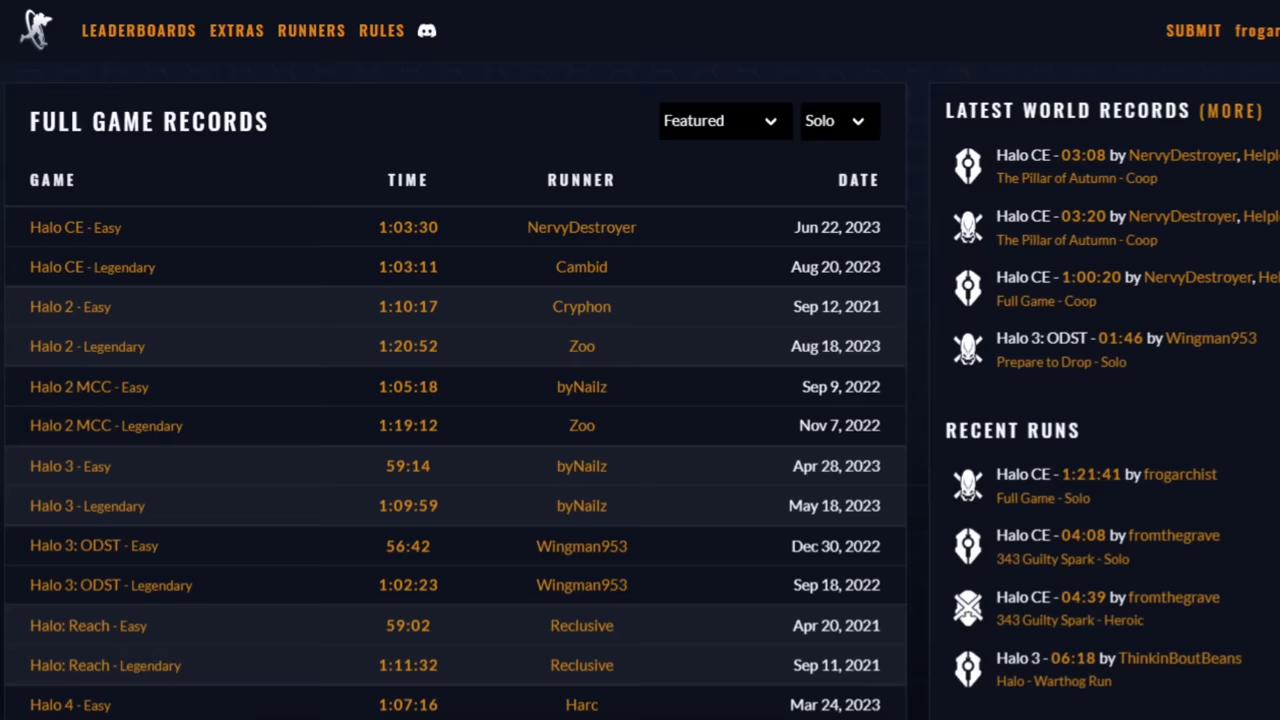 LEADERBOARDS EXTRAS RUNNERS RULES
SUBMIT
FULL GAME RECORDS
Featured Solo
GAME TIME RUNNER DATE
Halo CE - Easy 1:03:30 NervyDestroyer Jun 22, 2023
Halo CE - Legendary 1:03:11 Cambid Aug 20, 2023
Halo 2 - Easy 1:10:17 Cryphon Sep 12, 2021
Halo 2 - Legendary 1:20:52 Zoo Aug 18, 2023
Halo 2 MCC - Easy 1:05:18 byNailz Sep 9, 2022
Halo 2 MCC - Legendary 1:19:12 Zoo Nov 7, 2022
Halo 3 - Easy 59:14 byNailz Apr 28, 2023
Halo 3 - Legendary 1:09:59 byNailz May 18, 2023
Halo 3: ODST - Easy 56:42 Wingman953 Dec 30, 2022
Halo 3: ODST - Legendary 1:02:23 Wingman953 Sep 18, 2022
Halo: Reach - Easy 59:02 Reclusive Apr 20, 2021
Halo: Reach - Legendary 1:11:32 Reclusive Sep 11, 2021
Halo 4 - Easy 1:07:16 Harc Mar 24, 2023
LATEST WORLD RECORDS (MORE)
Halo CE - 03:08 by NervyDestroyer,
The Pillar of Autumn - Coop
Halo CE - 03:20 by NervyDestroyer,
The Pillar of Autumn - Coop
Halo CE - 1:00:20 by NervyDestroyer,
Full Game - Coop
Halo 3: ODST - 01:46 by Wingman953
Prepare to Drop - Solo
RECENT RUNS
Halo CE - 1:21:41 by frogarchist
Full Game - Solo
Halo CE - 04:08 by fromthegrave
343 Guilty Spark - Solo
Halo CE - 04:39 by fromthegrave
343 Guilty Spark - Heroic
Halo 3 - 06:18 by ThinkinBoutBeans
Halo - Warthog Run